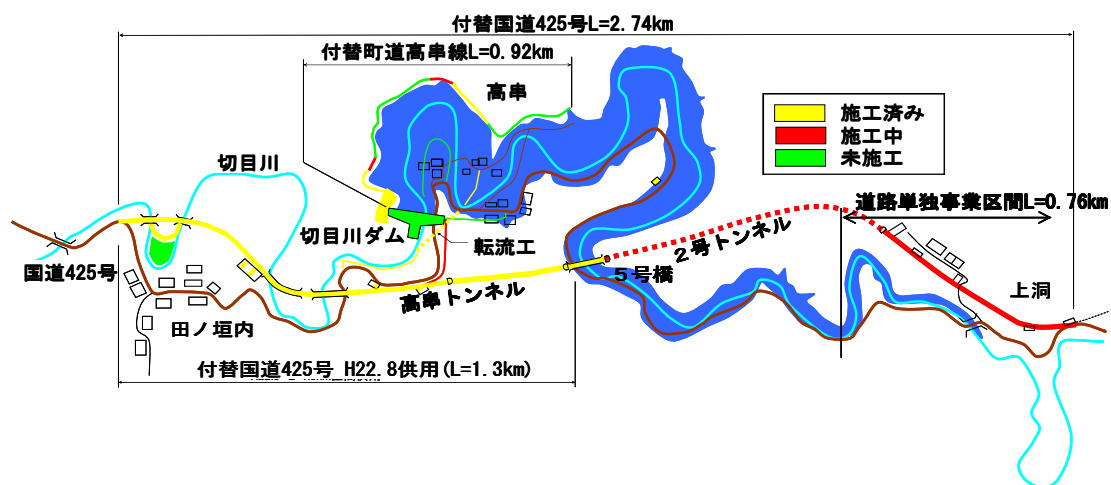 付替国道425号L=2.74km
付替町道高串線L=0.92km
高串
施工済み
施工中
未施工
切目川
道路単独事業区間L=0.76km
切目川ダム
転流工
2号トンネル
国道425号
5号橋
高串トンネル
上洞
田ノ垣内
付替国道425号 H22.8供用(L=1.3km)